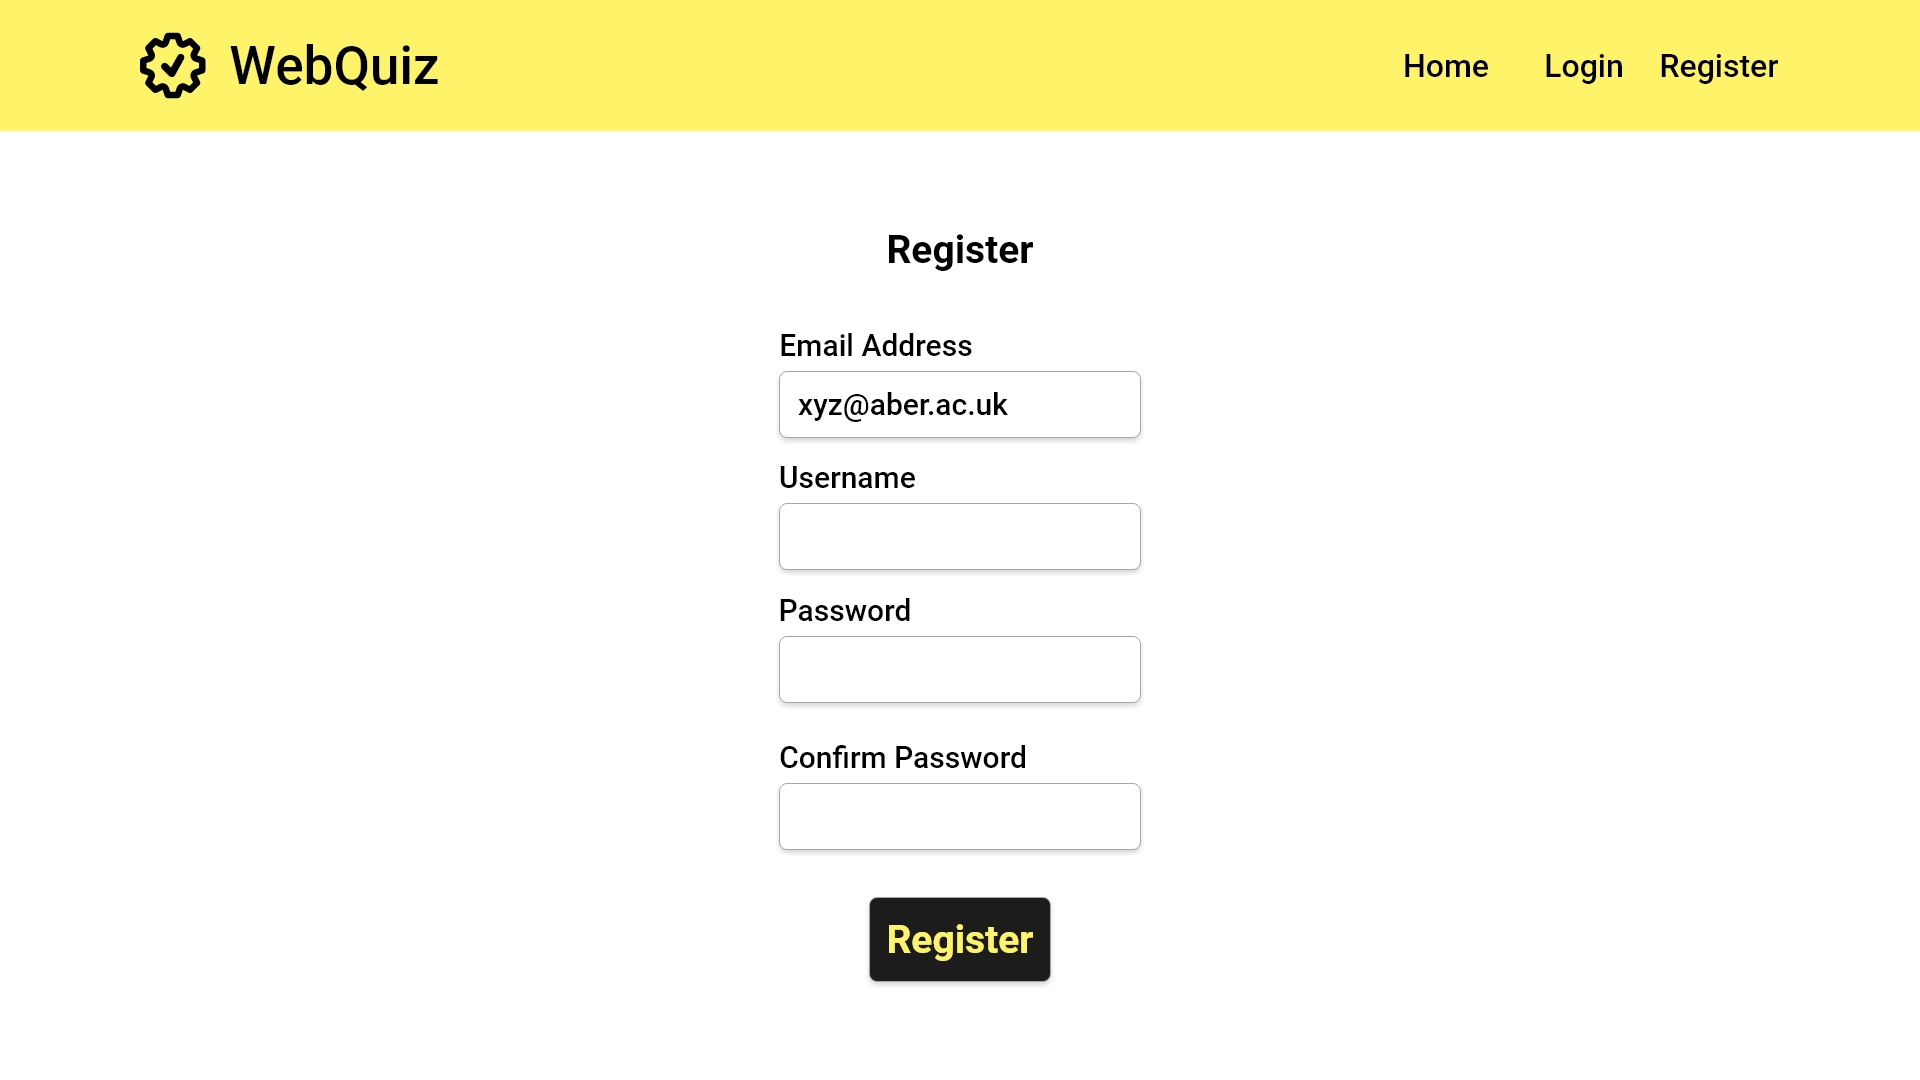 WebQuiz
Home Login Register
Register
Email Address
xyz@aber.ac.uk
Username
Password
Confirm Password
Register